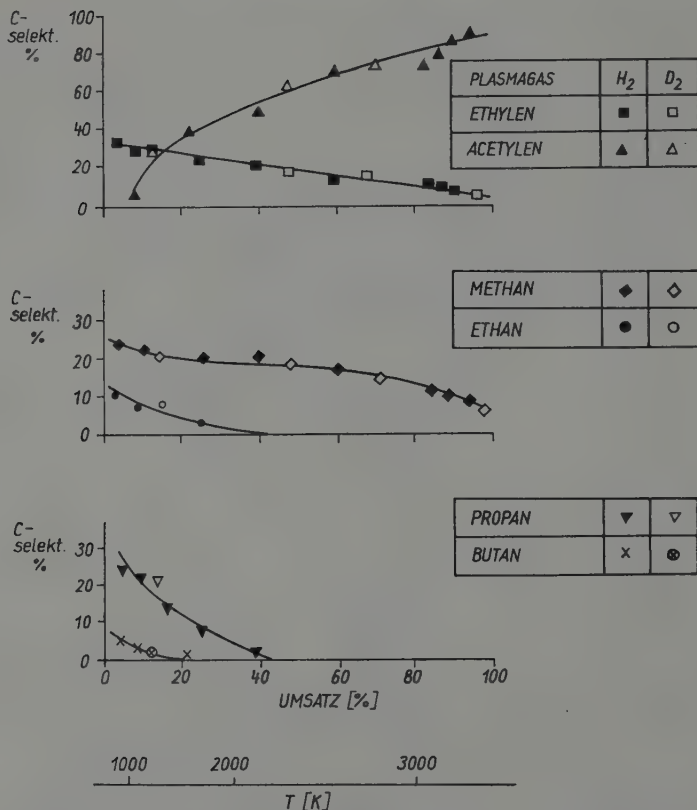 C-
selekt.
%
100
80
60
40
20
0
PLASMAGAS H₂ D₂
ETHYLEN
ACETYLEN
C-
selekt.
%
30
20
10
0
METHAN
ETHAN
C-
selekt.
%
30
20
10
0
PROPAN
BUTAN
0 20 40 60 80 100
UMSATZ [%]
1000 2000 3000
T [K]